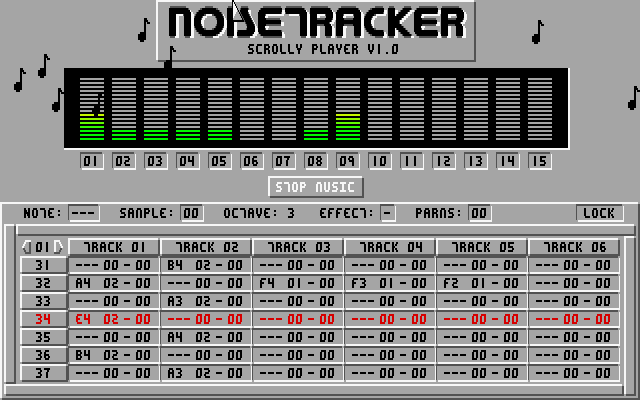 NOISETRACKER
SCROLLY PLAYER V1.0
01 02 03 04 05 06 07 08 09 10 11 12 13 14 15
STOP MUSIC
NOTE: --- SAMPLE: 00 OCTAVE: 3 EFFECT: - PARMS: 00 LOCK
01 TRACK 01 TRACK 02 TRACK 03 TRACK 04 TRACK 05 TRACK 06
31 --- 00-00 B4 02-00 --- 00-00 --- 00-00 --- 00-00 --- 00-00
32 A4 02-00 --- 00-00 F4 01-00 F3 01-00 F2 01-00 --- 00-00
33 --- 00-00 A3 02-00 --- 00-00 --- 00-00 --- 00-00 --- 00-00
34 E4 02-00 --- 00-00 --- 00-00 --- 00-00 --- 00-00 --- 00-00
35 --- 00-00 A4 02-00 --- 00-00 --- 00-00 --- 00-00 --- 00-00
36 B4 02-00 --- 00-00 --- 00-00 --- 00-00 --- 00-00 --- 00-00
37 --- 00-00 A3 02-00 --- 00-00 --- 00-00 --- 00-00 --- 00-00